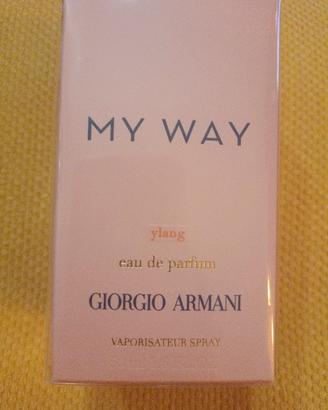 MY WAY
ylang
eau de parfum
GIORGIO ARMANI
VAPORISATEUR SPRAY